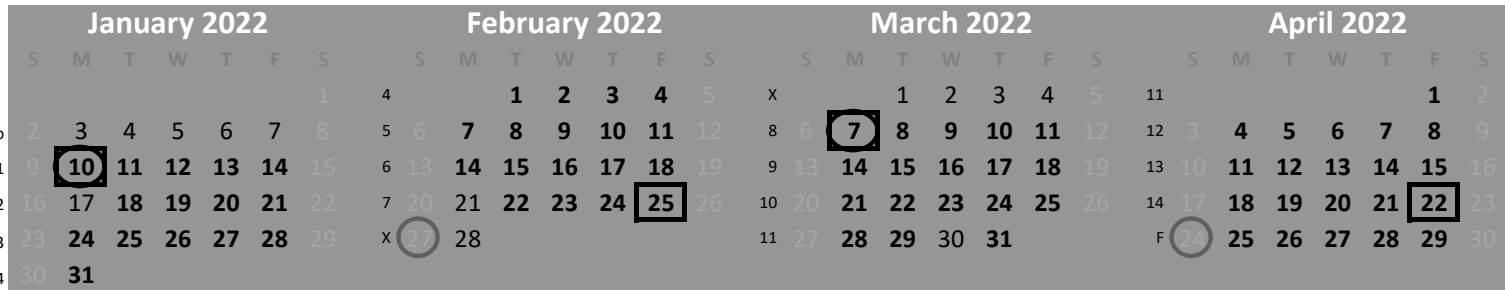 January 2022 February 2022 March 2022 April 2022
S M T W T F S S M T W T F S S M T W T F S S M T W T F S
1 4 1 2 3 4 5 X 1 2 3 4 5 11 1 2
2 3 4 5 6 7 8 5 6 7 8 9 10 11 12 8 6 7 8 9 10 11 12 12 3 4 5 6 7 8 9
9 10 11 12 13 14 15 6 13 14 15 16 17 18 19 9 13 14 15 16 17 18 19 13 10 11 12 13 14 15 16
16 17 18 19 20 21 22 7 20 21 22 23 24 25 26 10 20 21 22 23 24 25 26 14 17 18 19 20 21 22 23
23 24 25 26 27 28 29 X 27 28 11 27 28 29 30 31 F 24 25 26 27 28 29 30
4 30 31